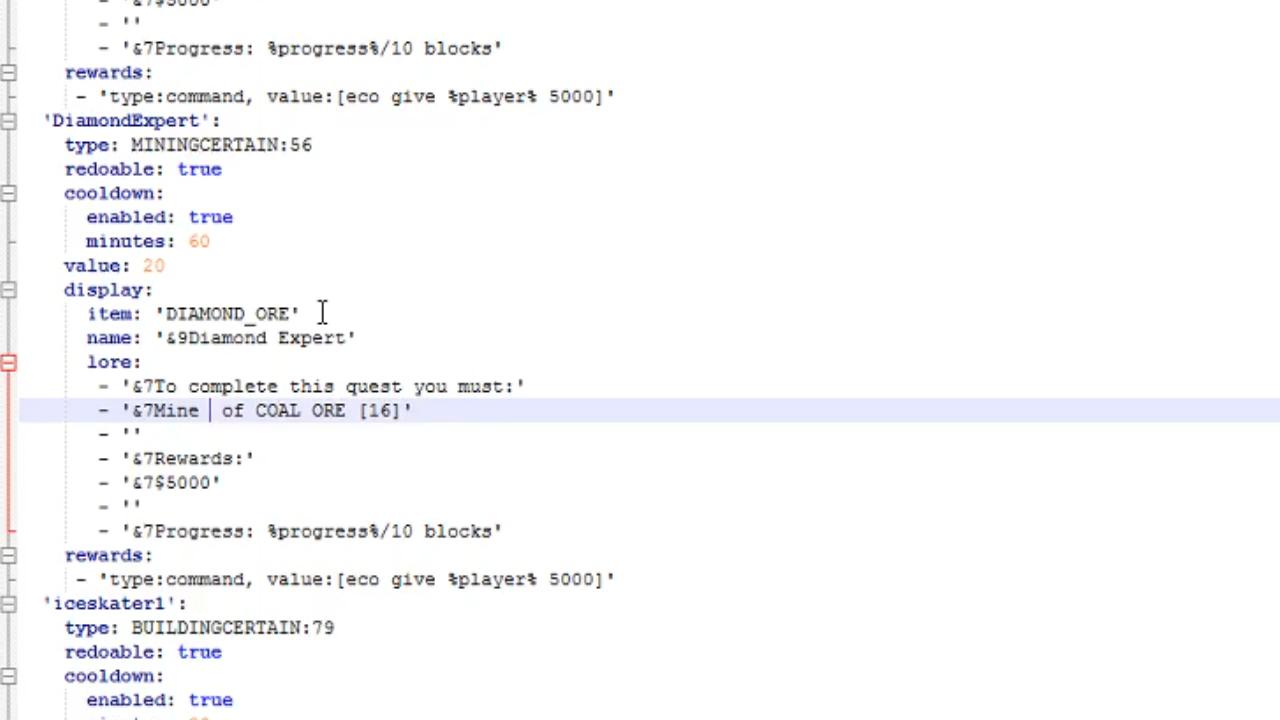 - '&7$5000'
- ''
- '&7Progress: %progress%/10 blocks'
rewards:
- 'type:command, value:[eco give %player% 5000]'
'DiamondExpert':
type: MININGCERTAIN:56
redoable: true
cooldown:
enabled: true
minutes: 60
value: 20
display:
item: 'DIAMOND_ORE'
name: '&9Diamond Expert'
lore:
- '&7To complete this quest you must:'
- '&7Mine  of COAL ORE [16]'
- ''
- '&7Rewards:'
- '&7$5000'
- ''
- '&7Progress: %progress%/10 blocks'
rewards:
- 'type:command, value:[eco give %player% 5000]'
'iceskater1':
type: BUILDINGCERTAIN:79
redoable: true
cooldown:
enabled: true